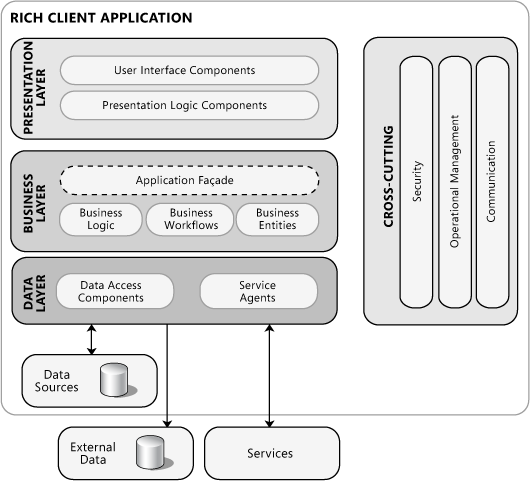 RICH CLIENT APPLICATION
PRESENTATION
LAYER
User Interface Components
Presentation Logic Components
BUSINESS
LAYER
Application Façade
Business
Logic
Business
Workflows
Business
Entities
DATA
LAYER
Data Access
Components
Service
Agents
CROSS-CUTTING
Security
Operational Management
Communication
Data
Sources
External
Data
Services